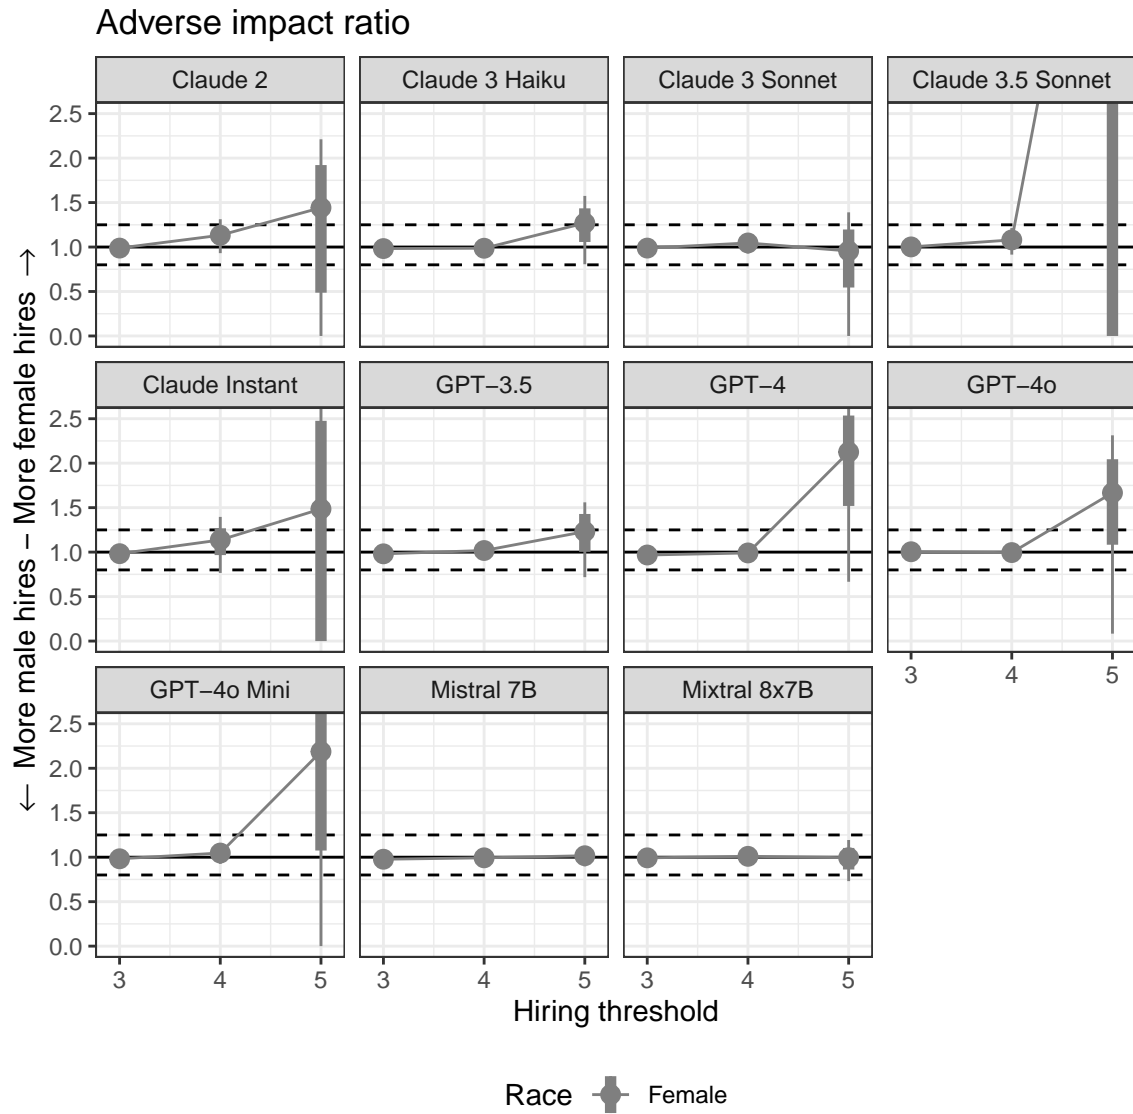 Adverse impact ratio
Claude 2 Claude 3 Haiku Claude 3 Sonnet Claude 3.5 Sonnet
2.5
2.0
1.5
1.0
0.5
0.0
Claude Instant GPT−3.5 GPT−4 GPT−4o
2.5
2.0
1.5
1.0
0.5
0.0
3 4 5
GPT−4o Mini Mistral 7B Mixtral 8x7B
2.5
2.0
1.5
1.0
0.5
0.0
3 4 5 3 4 5 3 4 5
← More male hires − More female hires →
Hiring threshold
Race Female